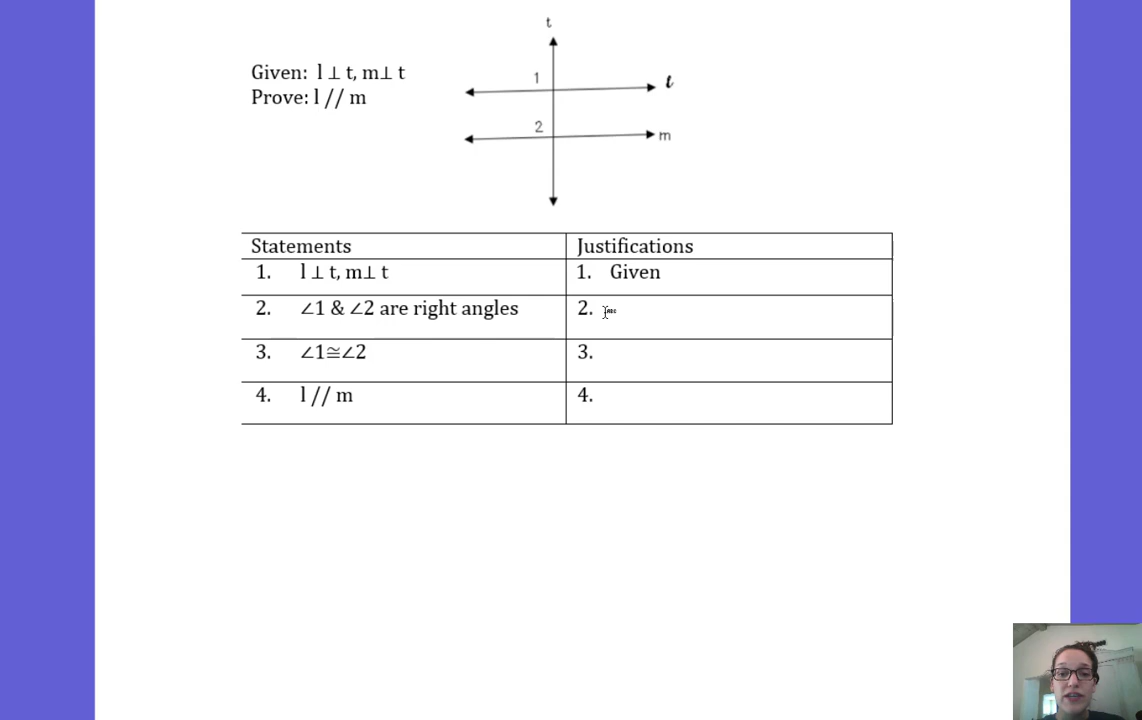 t
Given: l ⊥ t, m⊥ t
Prove: l // m
1
ℓ
2
m
Statements	Justifications
1. l ⊥ t, m⊥ t	1. Given
2. ∠1 & ∠2 are right angles	2.
3. ∠1≅∠2	3.
4. l // m	4.